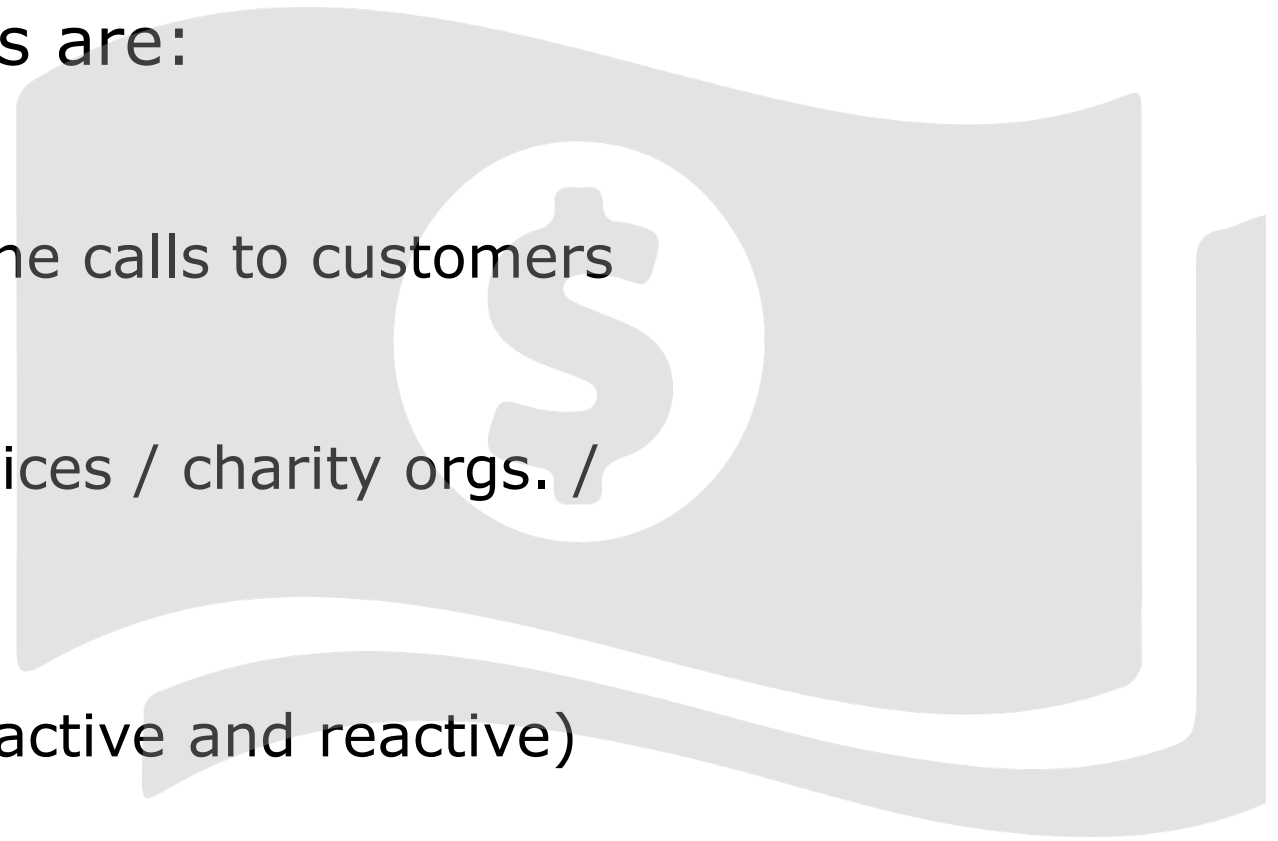 s are:
ne calls to customers
ices / charity orgs. /
active and reactive)